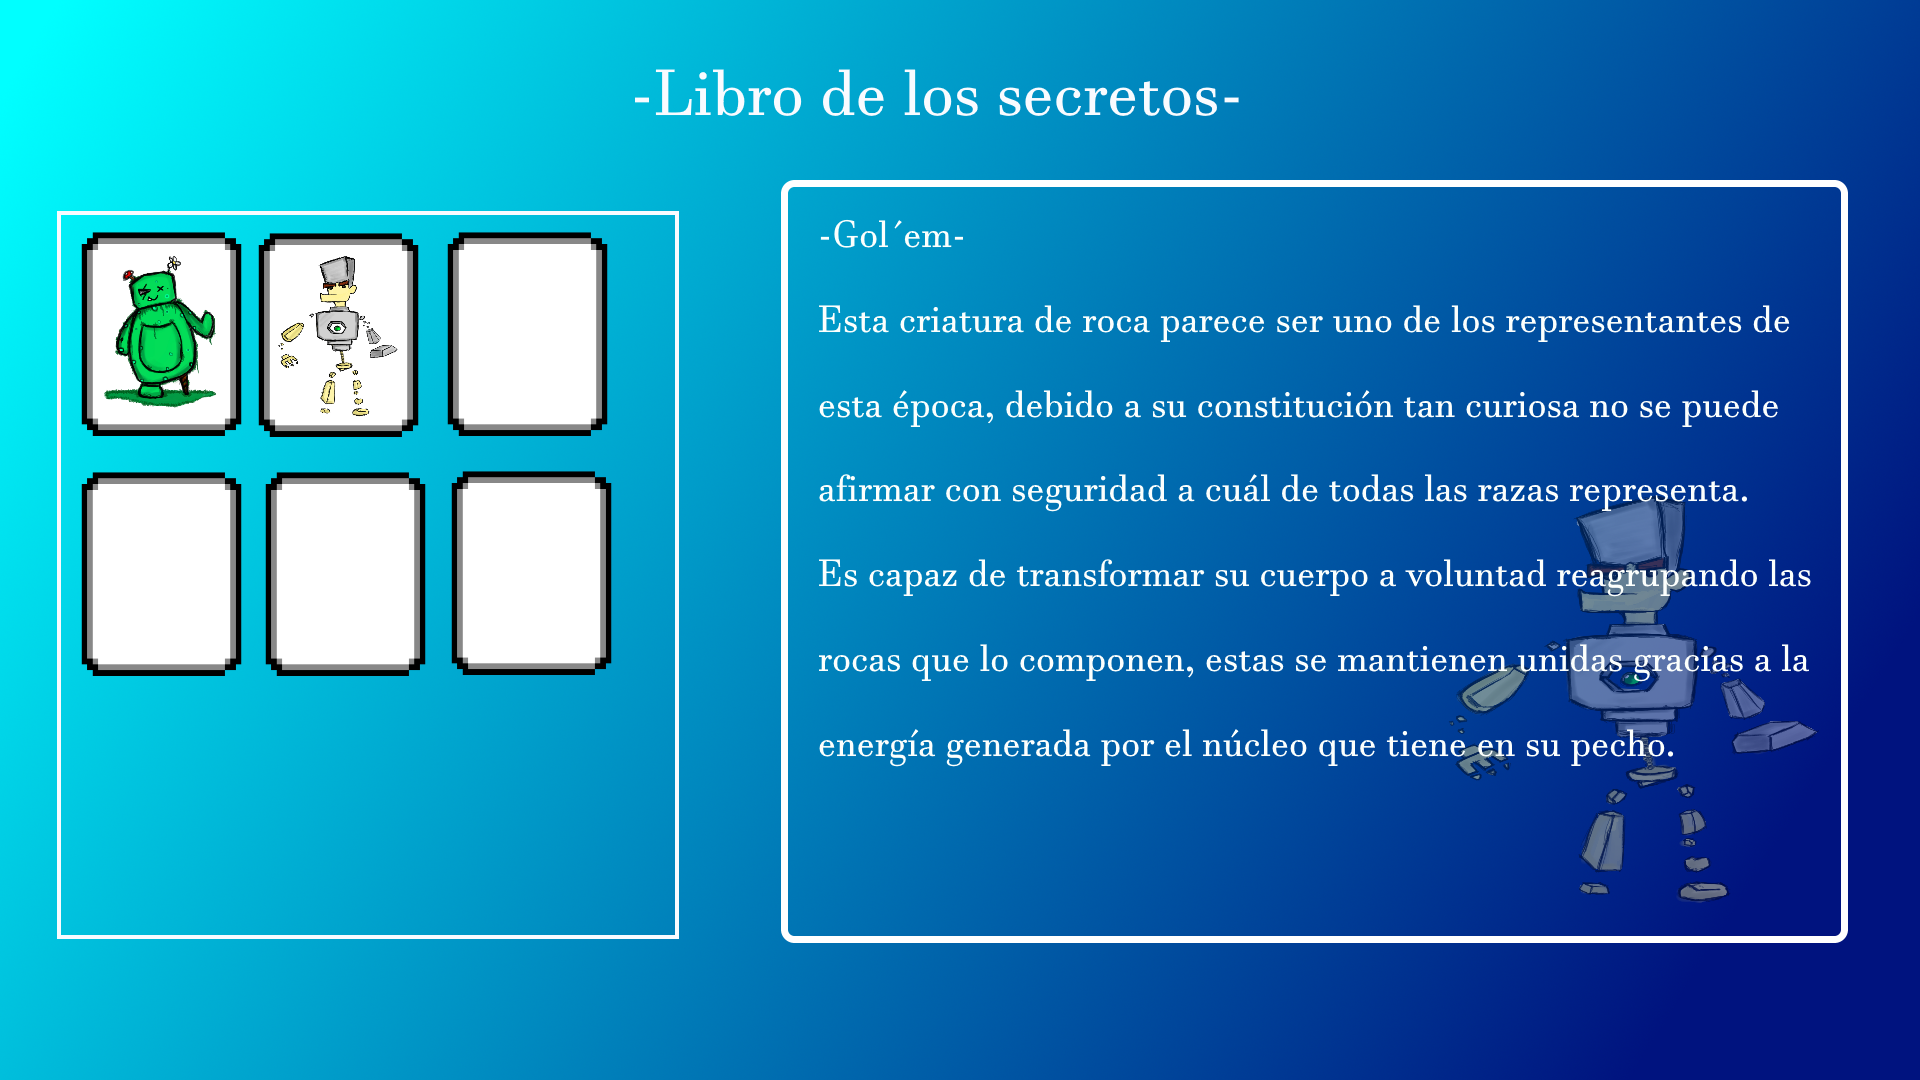 -Libro de los secretos-
-Gol´em-
Esta criatura de roca parece ser uno de los representantes de
esta época, debido a su constitución tan curiosa no se puede
afirmar con seguridad a cuál de todas las razas representa.
Es capaz de transformar su cuerpo a voluntad reagrupando las
rocas que lo componen, estas se mantienen unidas gracias a la
energía generada por el núcleo que tiene en su pecho.